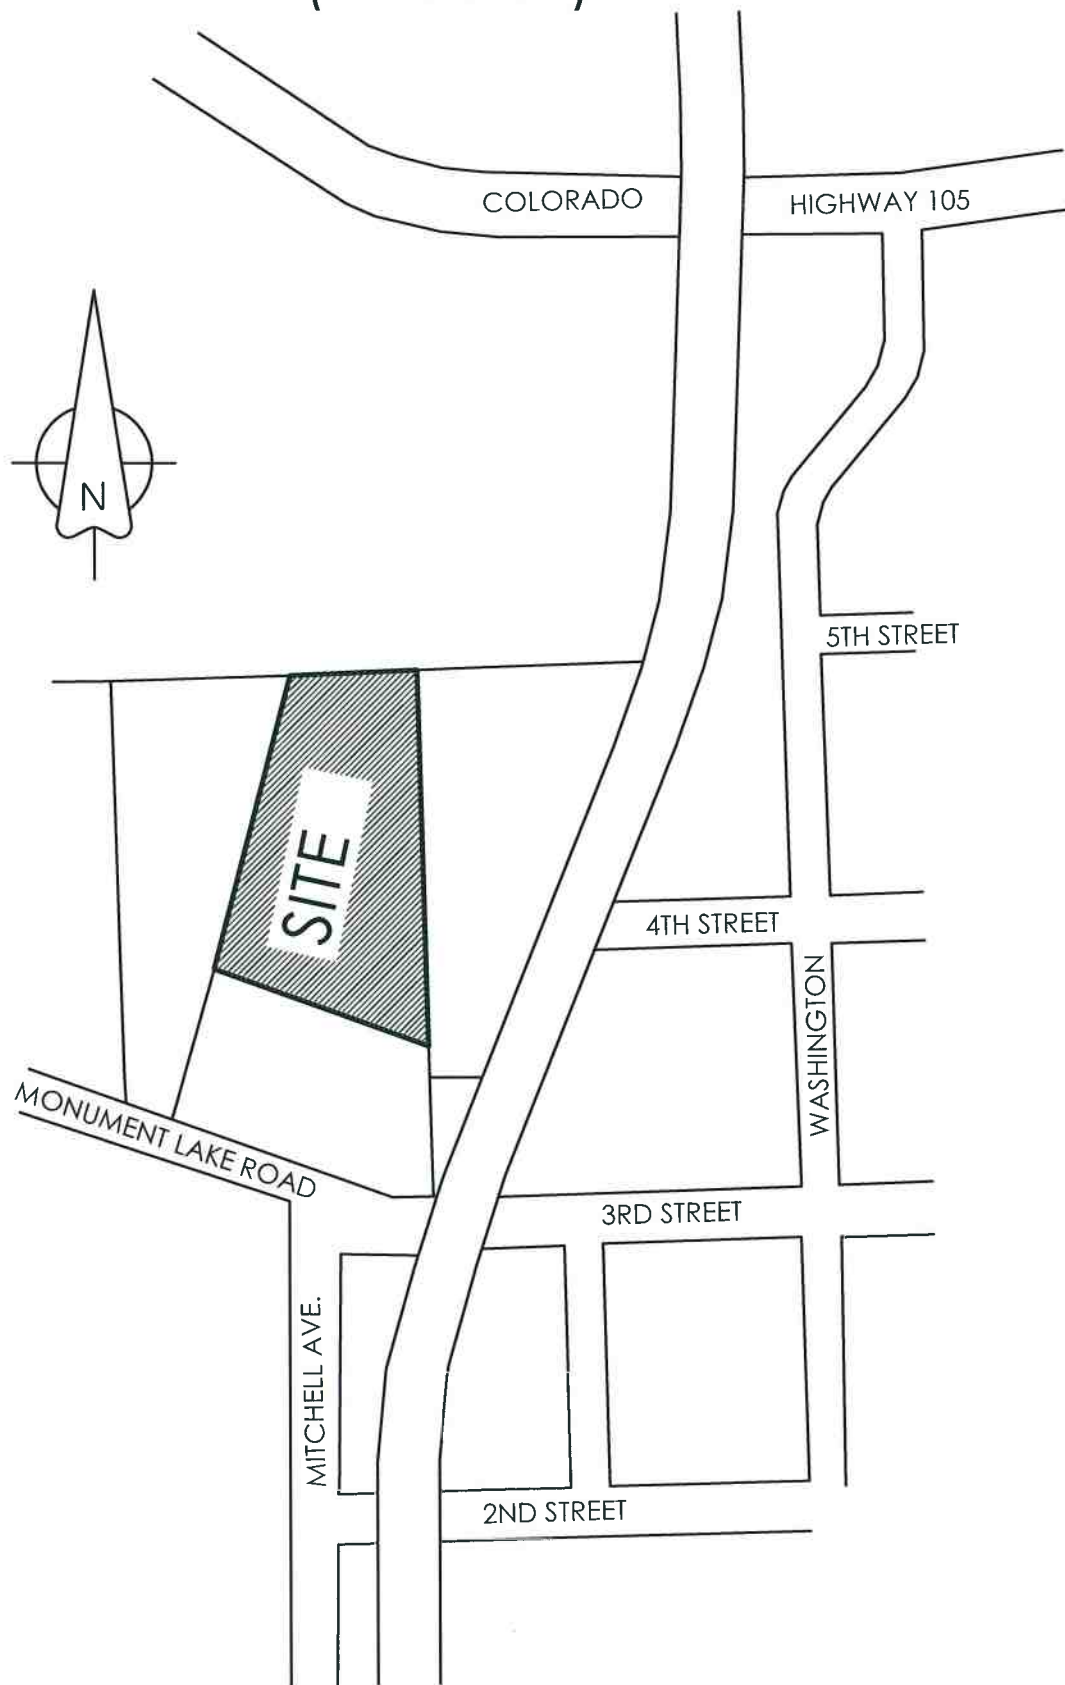 COLORADO
HIGHWAY 105
N
5TH STREET
SITE
4TH STREET
WASHINGTON
MONUMENT LAKE ROAD
3RD STREET
MITCHELL AVE.
2ND STREET